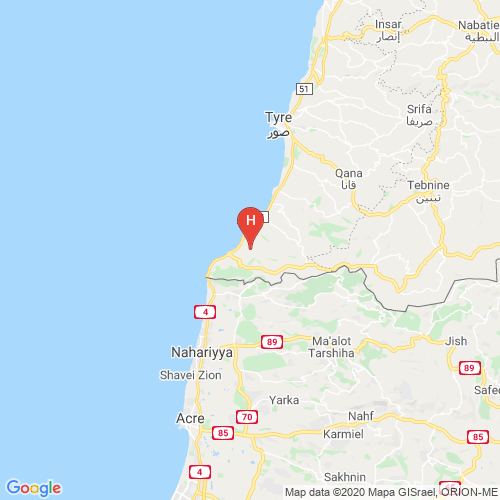 Insar
إنصار
Nabatie
النبطية
51
Srifa
صريفا
Tyre
صور
Qana
قانا
Tebnine
تبنين
H
4
89
Ma'alot
Tarshiha
Jish
Nahariyya
89
Shavei Zion
Safed
Yarka
Acre
70
Nahf
85
Karmiel
85
4
Sakhnin
Google
Map data ©2020 Mapa GISrael, ORION-ME